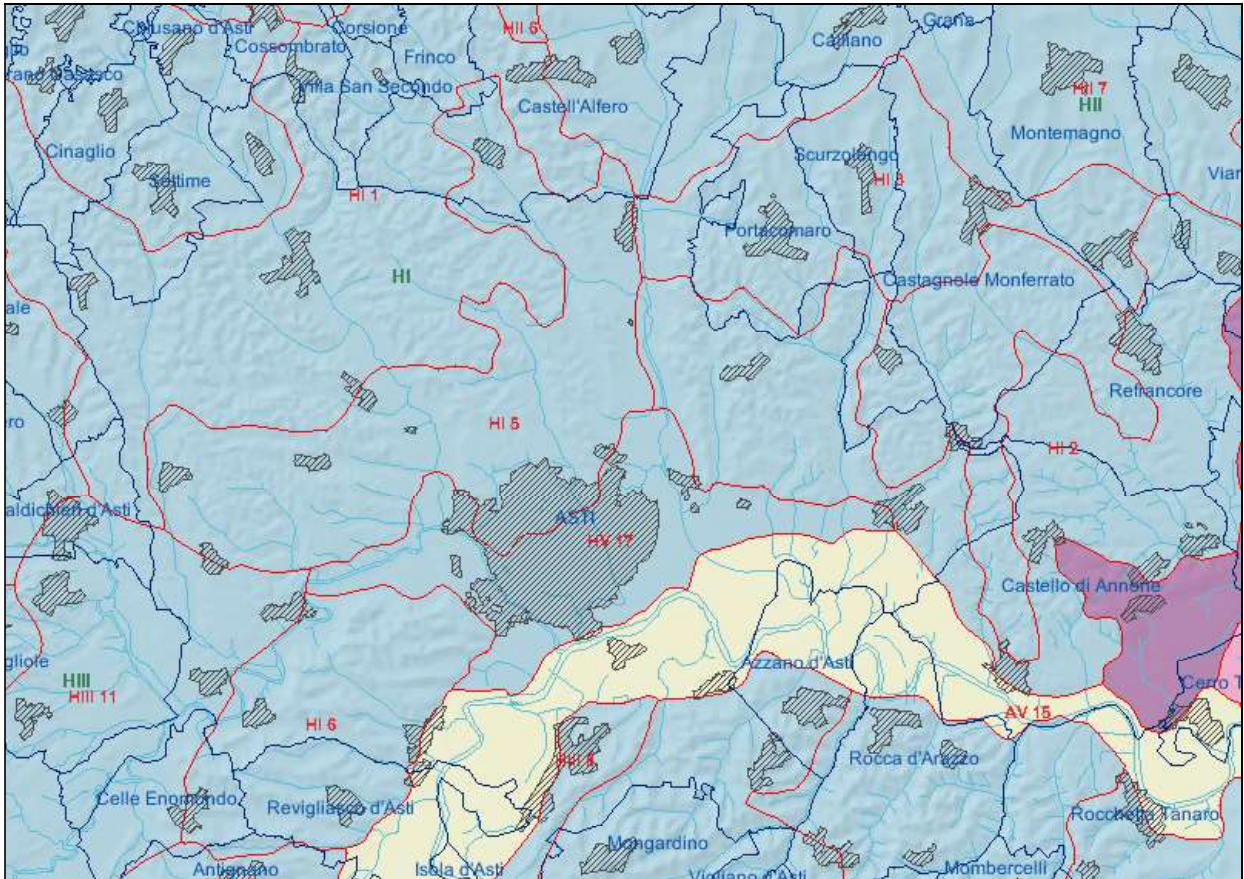 Corsione
HII 6
Grana
Cossombrato
Frinco
Calliano
Villa San Secondo
HII 7
Castell'Alfero
HII
Montemagno
Cinaglio
Scurzolengo
Settime
HI 3
HI 1
Portacomaro
HI
Castagnole Monferrato
Refrancore
HI 5
HI 2
ASTI
HV 17
Castello di Annone
Azzano d'Asti
HIII
HIII 11
AV 15
HI 6
Rocca d'Arazzo
Celle Enomondo
Revigliasco d'Asti
Rocchetta Tanaro
Mongardino
Antignano
Isola d'Asti
Vigliano d'Asti
Mombercelli